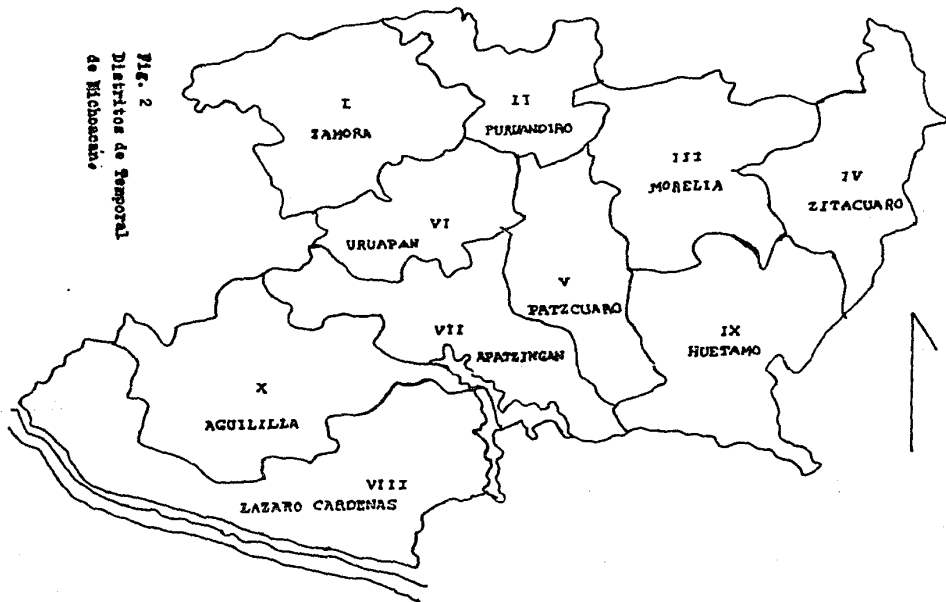 Fig. 2
Distritos de Temporal
de Michoacán.
I
ZAMORA
II
PURUANDIRO
III
MORELIA
IV
ZITACUARO
VI
URUAPAN
V
PATZCUARO
VII
APATZINGAN
IX
HUETAMO
X
AGUILILLA
VIII
LAZARO CARDENAS